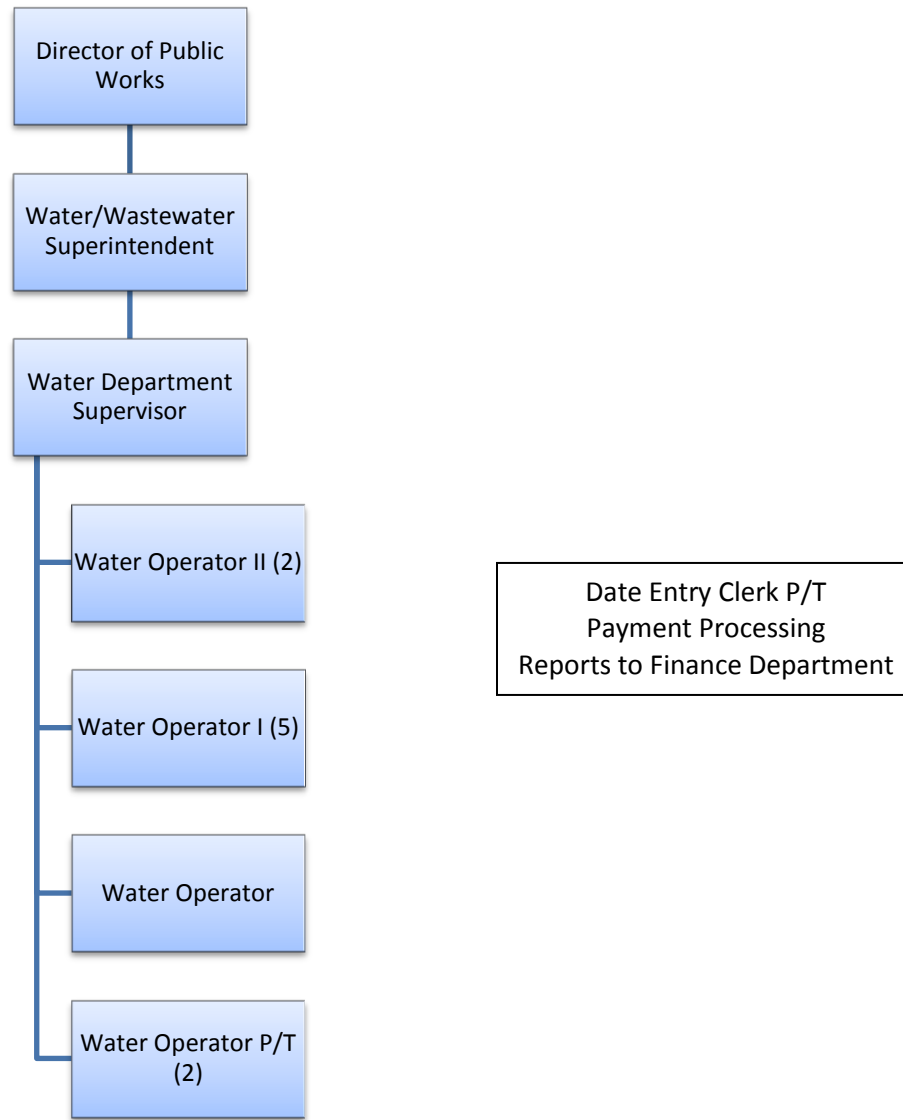 Director of Public
Works
Water/Wastewater
Superintendent
Water Department
Supervisor
Water Operator II (2)
Water Operator I (5)
Water Operator
Water Operator P/T
(2)
Date Entry Clerk P/T
Payment Processing
Reports to Finance Department